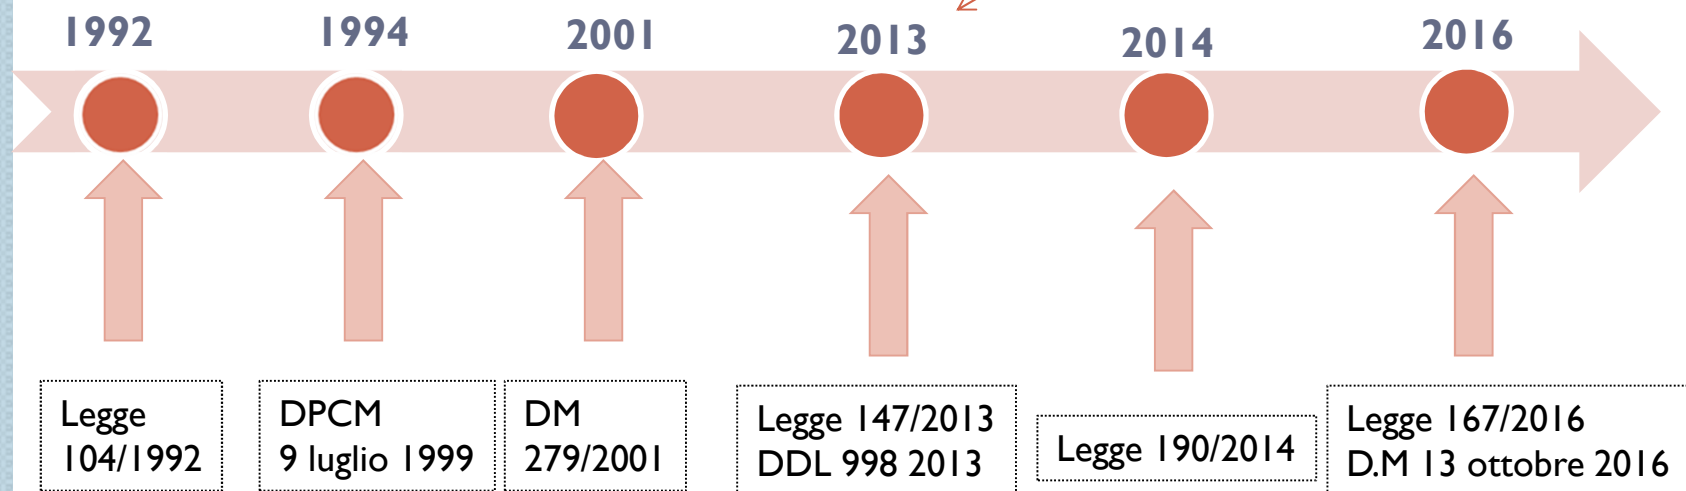 1992
1994
2001
2013
2014
2016
Legge
104/1992
DPCM
9 luglio 1999
DM
279/2001
Legge 147/2013
DDL 998 2013
Legge 190/2014
Legge 167/2016
D.M 13 ottobre 2016